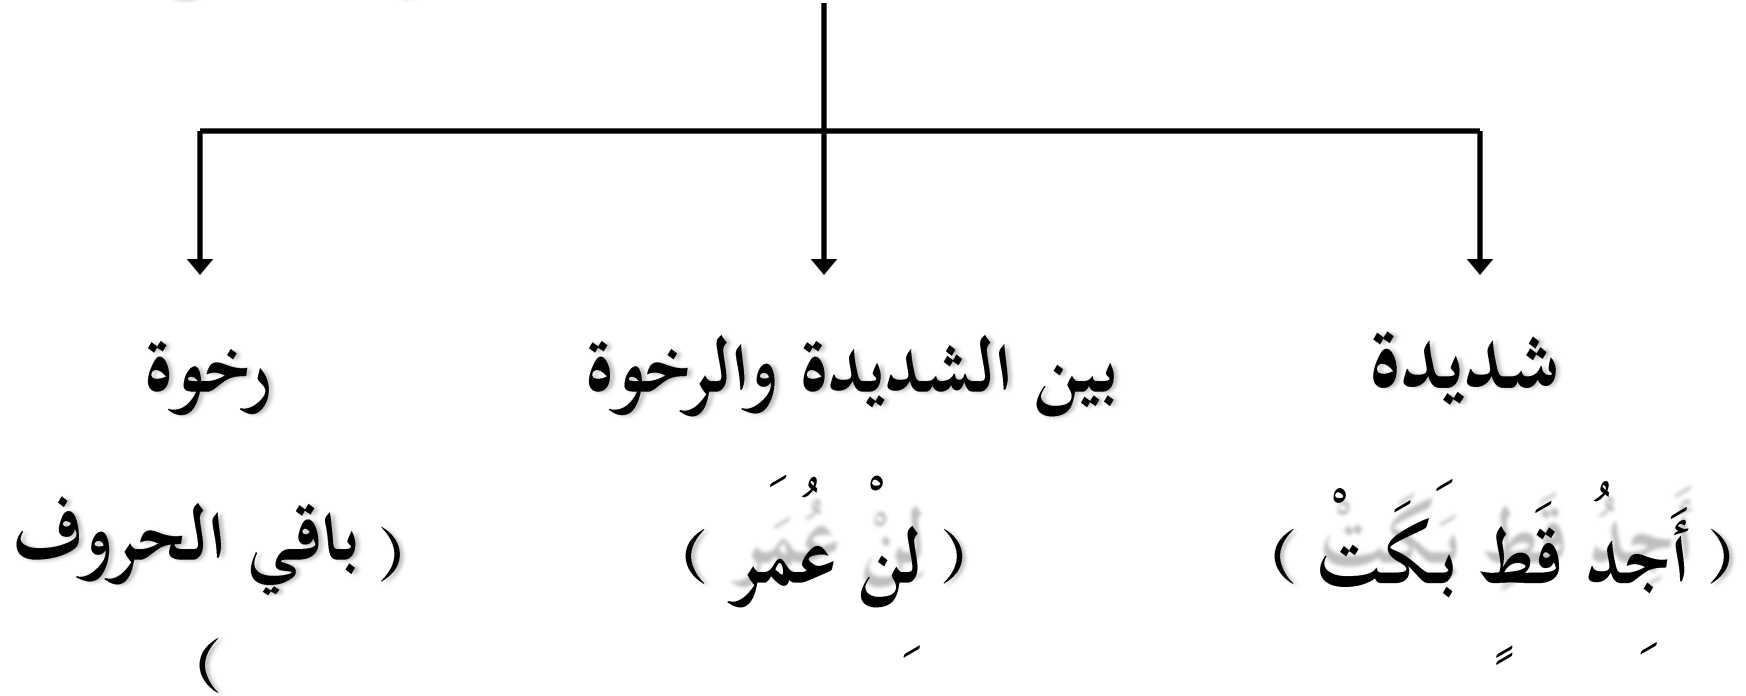 شديدة
بين الشديدة والرخوة
رخوة
( أَجِدُ قَطٍ بَكَتْ )
( لِنْ عُمَر )
( باقي الحروف )